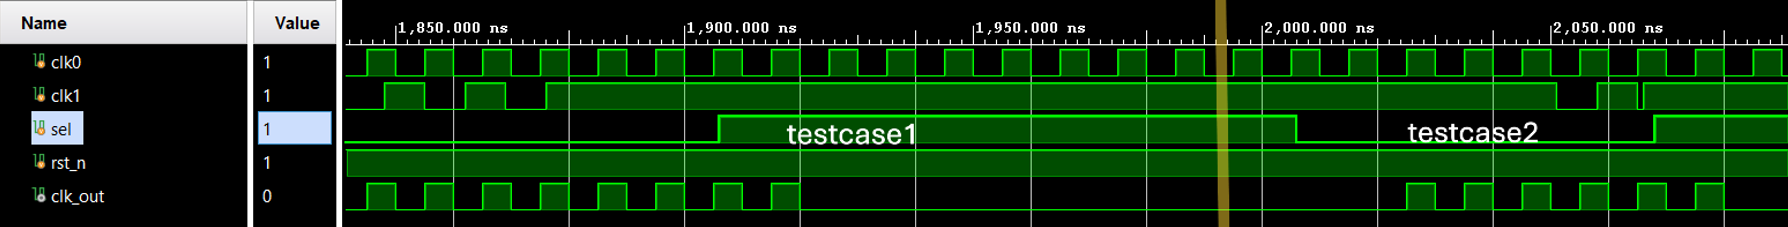 Name Value
1,850.000 ns 1,900.000 ns 1,950.000 ns 2,000.000 ns 2,050.000 ns
clk0 1
clk1 1
sel 1 testcase1 testcase2
rst_n 1
clk_out 0